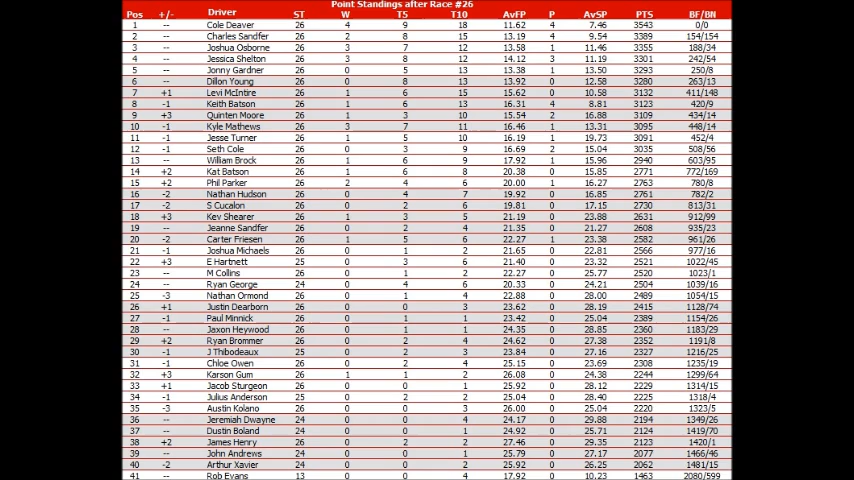 Point Standings after Race #26
Pos +/- Driver ST W T5 T10 AvFP P AvSP PTS BF/BN
1 -- Cole Deaver 26 4 9 18 11.62 4 7.46 3543 0/0
2 -- Charles Sandfer 26 2 8 15 13.19 4 9.54 3389 154/154
3 -- Joshua Osborne 26 3 7 12 13.58 1 11.46 3355 188/34
4 -- Jessica Shelton 26 3 8 12 14.12 3 11.19 3301 242/54
5 -- Jonny Gardner 26 0 5 13 13.38 1 13.50 3293 250/8
6 -- Dillon Young 26 0 8 13 13.92 0 12.58 3280 263/13
7 +1 Levi McIntire 26 1 6 15 15.62 0 10.58 3132 411/148
8 -1 Keith Batson 26 1 6 13 16.31 4 8.81 3123 420/9
9 +3 Quinten Moore 26 1 3 10 15.54 2 16.88 3109 434/14
10 -1 Kyle Mathews 26 3 7 11 16.46 1 13.31 3095 448/14
11 -1 Jesse Turner 26 1 5 10 16.19 1 19.73 3091 452/4
12 -1 Seth Cole 26 0 3 9 16.69 2 15.04 3035 508/56
13 -- William Brock 26 1 6 9 17.92 1 15.96 2940 603/95
14 +2 Kat Batson 26 1 6 8 20.38 0 15.85 2771 772/169
15 +2 Phil Parker 26 2 4 6 20.00 1 16.27 2763 780/8
16 -2 Nathan Hudson 26 0 4 7 19.92 0 16.85 2761 782/2
17 -2 S Cucalon 26 0 2 6 19.81 0 17.15 2730 813/31
18 +3 Kev Shearer 26 1 3 5 21.19 0 23.88 2631 912/99
19 -- Jeanne Sandfer 26 0 2 4 21.35 0 21.27 2608 935/23
20 -2 Carter Friesen 26 1 5 6 22.27 1 23.38 2582 961/26
21 -1 Joshua Michaels 26 0 1 2 21.65 0 22.81 2566 977/16
22 +3 E Hartnett 25 0 3 6 21.40 0 23.32 2521 1022/45
23 -- M Collins 26 0 1 2 22.27 0 25.77 2520 1023/1
24 -- Ryan George 24 0 4 6 20.33 0 24.21 2504 1039/16
25 -3 Nathan Ormond 26 0 1 4 22.88 0 28.00 2489 1054/15
26 +1 Justin Dearborn 26 0 0 3 23.62 0 28.19 2415 1128/74
27 -1 Paul Minnick 26 0 1 1 23.42 0 25.04 2389 1154/26
28 -- Jaxon Heywood 26 0 1 1 24.35 0 28.85 2360 1183/29
29 +2 Ryan Brommer 26 0 2 4 24.62 0 27.38 2352 1191/8
30 -1 J Thibodeaux 25 0 2 3 23.84 0 27.16 2327 1216/25
31 -1 Chloe Owen 26 0 2 4 25.15 0 23.69 2308 1235/19
32 +3 Karson Gum 26 1 1 2 26.08 0 24.38 2244 1299/64
33 +1 Jacob Sturgeon 26 0 0 1 25.92 0 28.12 2229 1314/15
34 -1 Julius Anderson 25 0 2 2 25.04 0 28.40 2225 1318/4
35 -3 Austin Kolano 26 0 0 3 26.00 0 25.04 2220 1323/5
36 -- Jeremiah Dwayne 24 0 0 4 24.17 0 29.88 2194 1349/26
37 -- Dustin Boland 24 0 0 1 24.92 0 25.71 2124 1419/70
38 +2 James Henry 26 0 2 2 27.46 0 29.35 2123 1420/1
39 -- John Andrews 24 0 0 1 25.79 0 27.17 2077 1466/46
40 -2 Arthur Xavier 24 0 0 2 25.92 0 26.25 2062 1481/15
41 -- Rob Evans 13 0 0 4 17.92 0 10.23 1463 2080/599